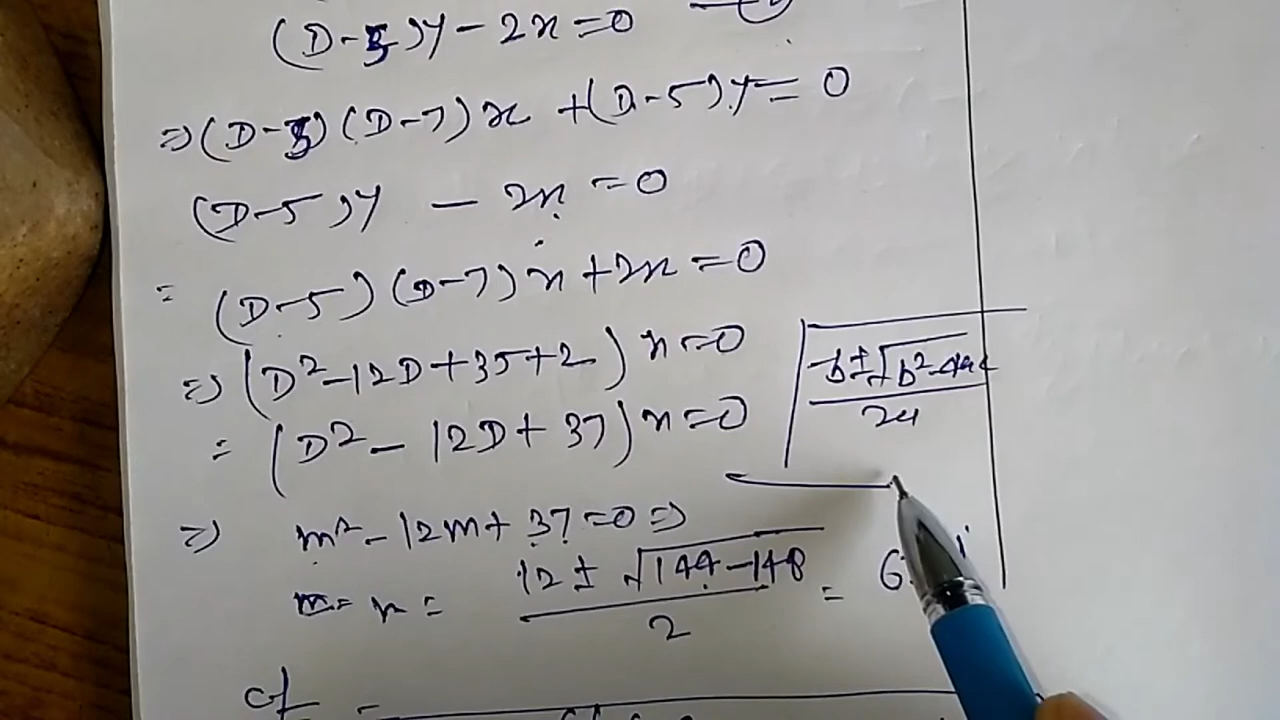 (D-5)y - 2x = 0
⇒ (D-5)(D-7)x + (D-5)y = 0
(D-5)y - 2x = 0
= (D-5)(D-7)x + 2x = 0
⇒ (D² - 12D + 35 + 2)x = 0
= (D² - 12D + 37)x = 0
-b ± √b² - 4ac
2a
⇒ m² - 12m + 37 = 0 ⇒
m = 12 ± √144 - 148 / 2 = 6